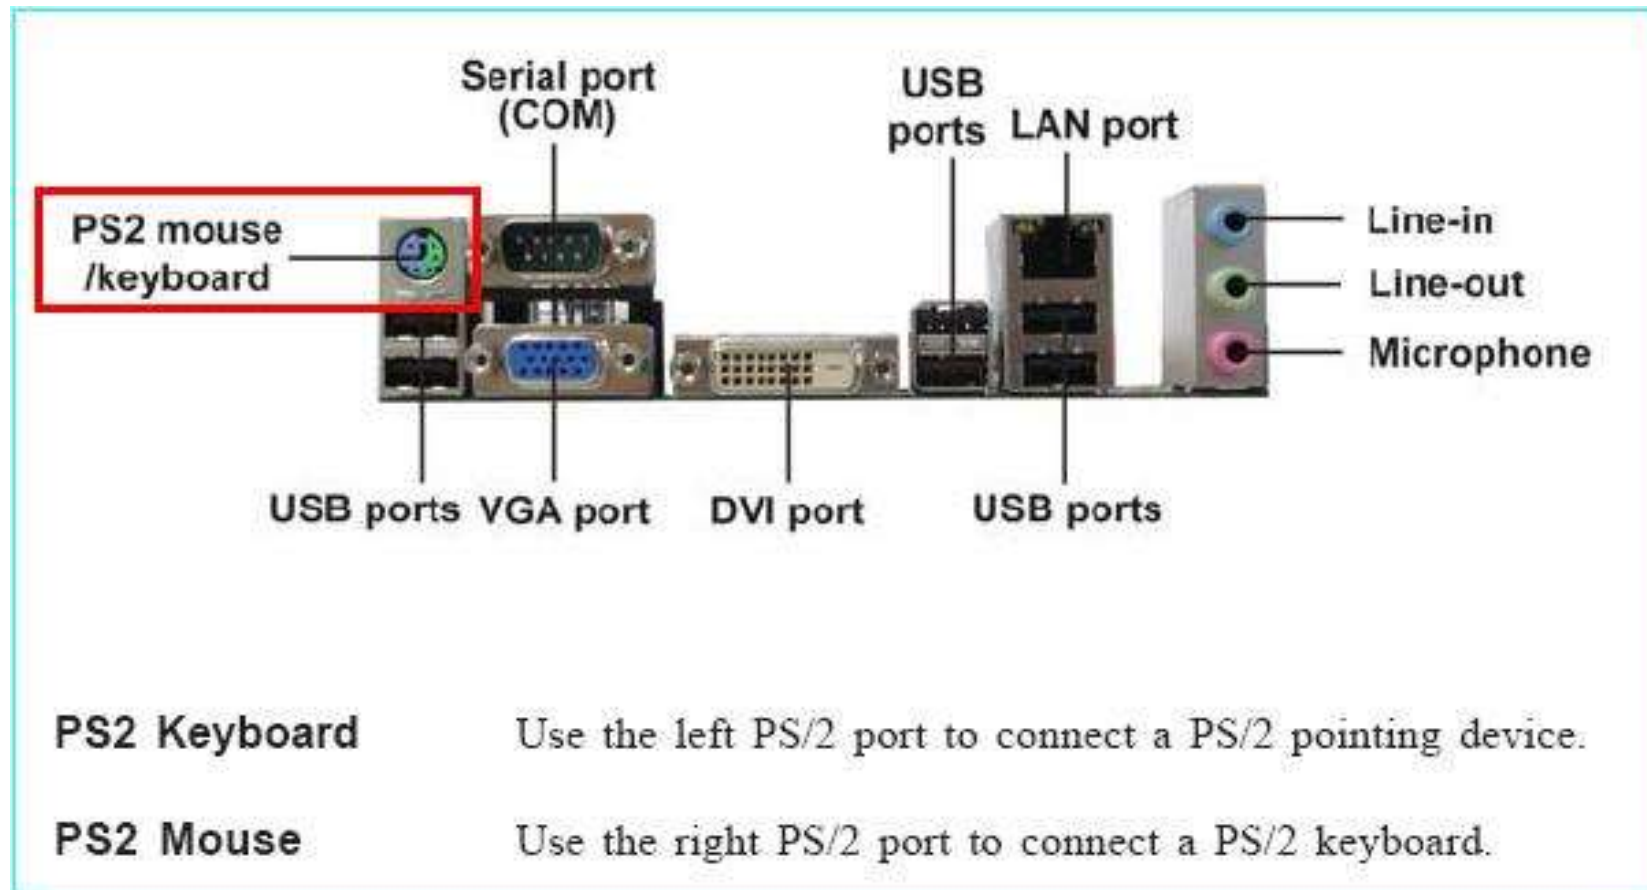 Serial port
(COM)
USB
ports
LAN port
PS2 mouse
/keyboard
Line-in
Line-out
Microphone
USB ports
VGA port
DVI port
USB ports
PS2 Keyboard Use the left PS/2 port to connect a PS/2 pointing device.
PS2 Mouse Use the right PS/2 port to connect a PS/2 keyboard.